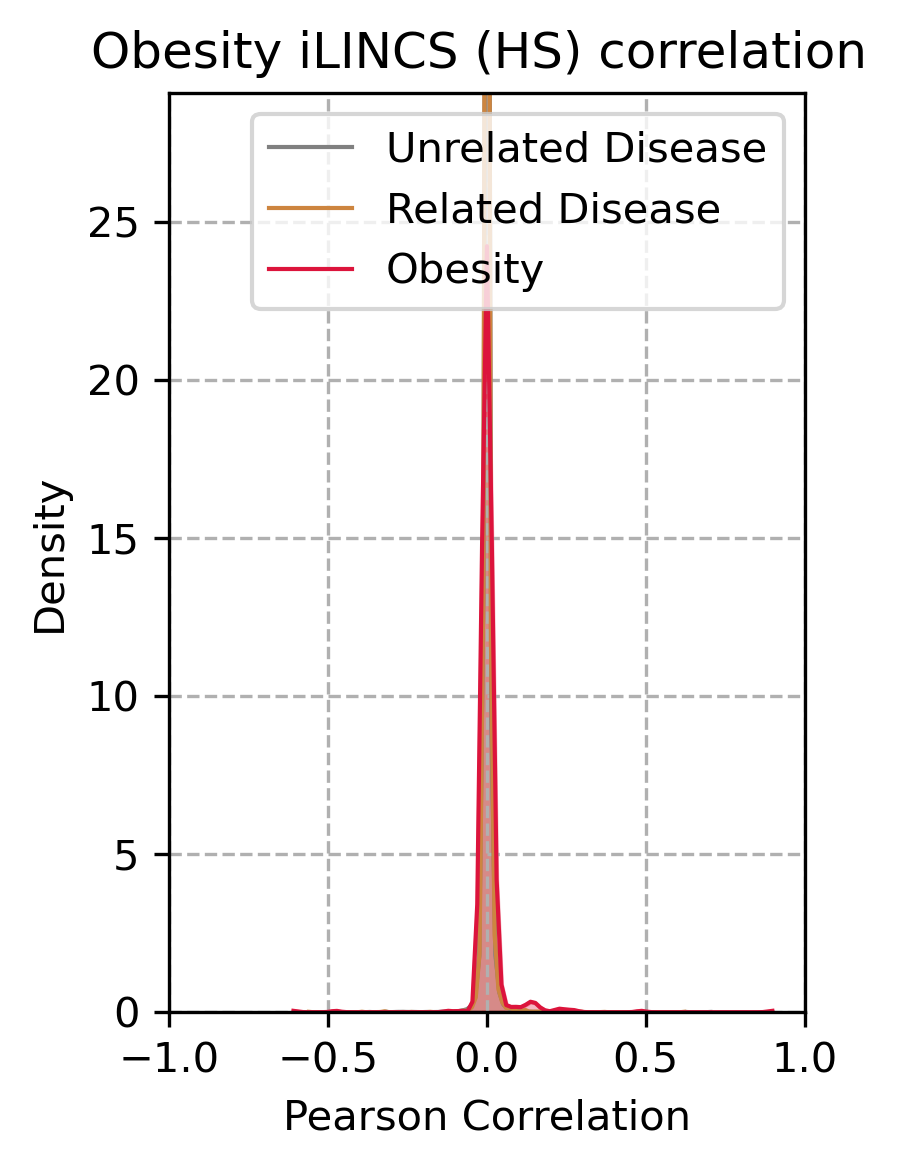 Obesity iLINCS (HS) correlation
Unrelated Disease
Related Disease
Obesity
25
20
15
10
5
0
Density
−1.0 −0.5 0.0 0.5 1.0
Pearson Correlation